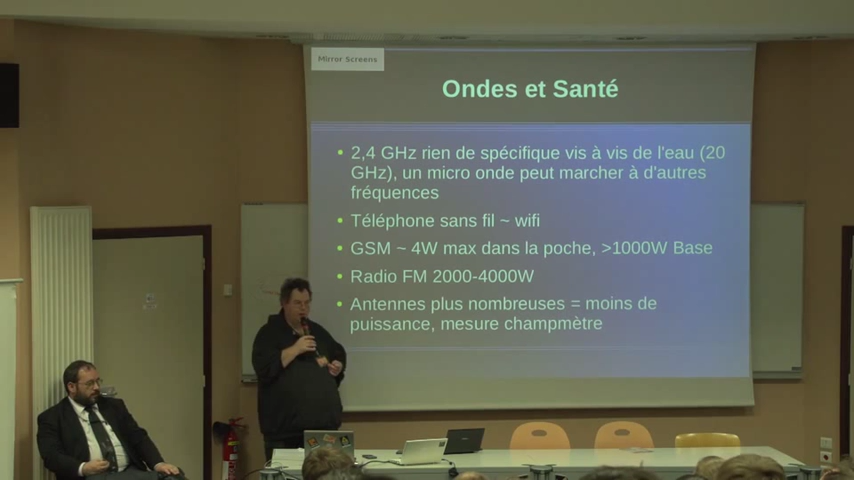 Mirror Screens
Ondes et Santé
• 2,4 GHz rien de spécifique vis à vis de l'eau (20
GHz), un micro onde peut marcher à d'autres
fréquences
• Téléphone sans fil ~ wifi
• GSM ~ 4W max dans la poche, >1000W Base
• Radio FM 2000-4000W
• Antennes plus nombreuses = moins de
puissance, mesure champmètre